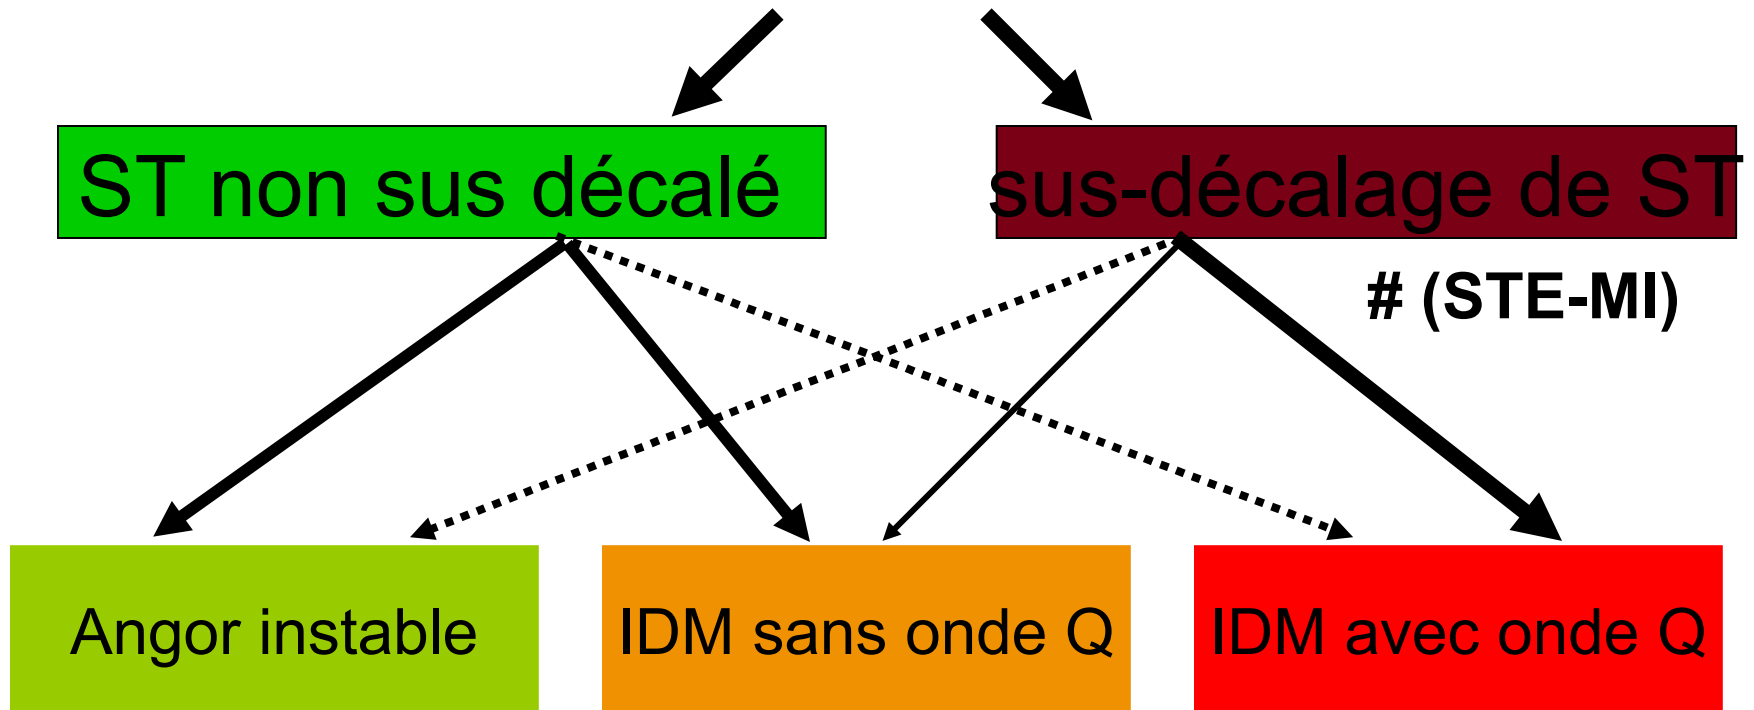 ST non sus décalé
sus-décalage de ST
# (STE-MI)
Angor instable
IDM sans onde Q
IDM avec onde Q